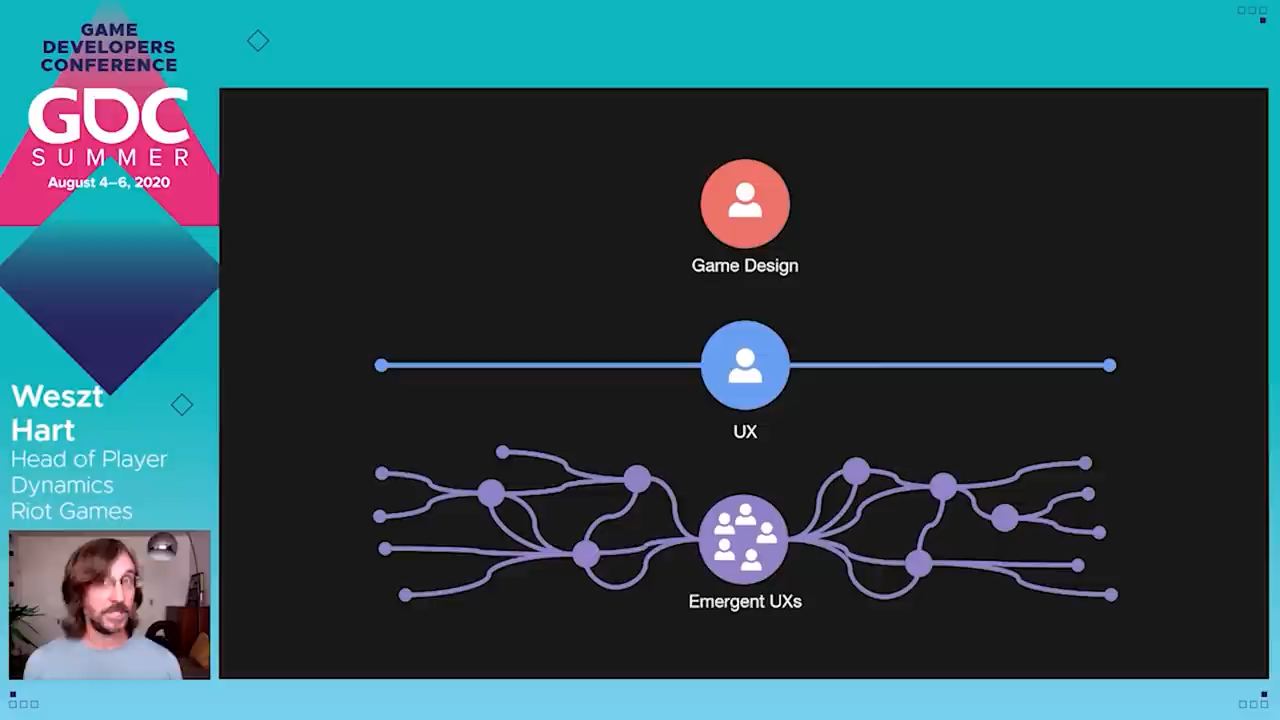 GAME
DEVELOPERS
CONFERENCE
GDC
SUMMER
August 4–6, 2020
Weszt
Hart
Head of Player
Dynamics
Riot Games
Game Design
UX
Emergent UXs